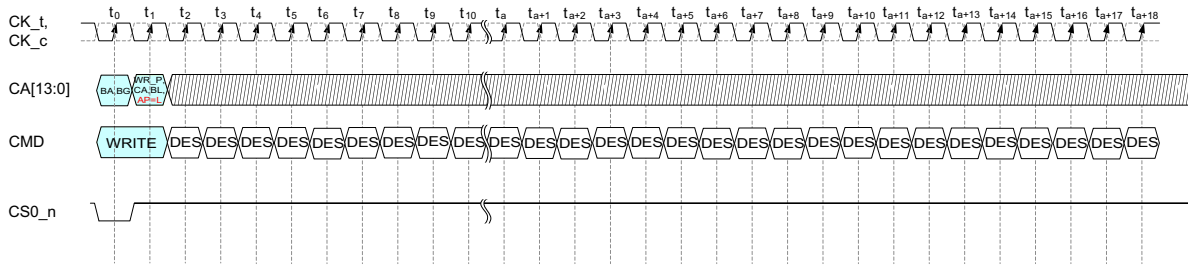 CK_t,
CK_c
t0 t1 t2 t3 t4 t5 t6 t7 t8 t9 t10 ta ta+1 ta+2 ta+3 ta+4 ta+5 ta+6 ta+7 ta+8 ta+9 ta+10 ta+11 ta+12 ta+13 ta+14 ta+15 ta+16 ta+17 ta+18
CA[13:0]
BA,BG
WR_P,
CA,BL,
AP=L
CMD
WRITE DES DES DES DES DES DES DES DES DES DES DES DES DES DES DES DES DES DES DES DES DES DES DES DES DES DES DES DES
CS0_n